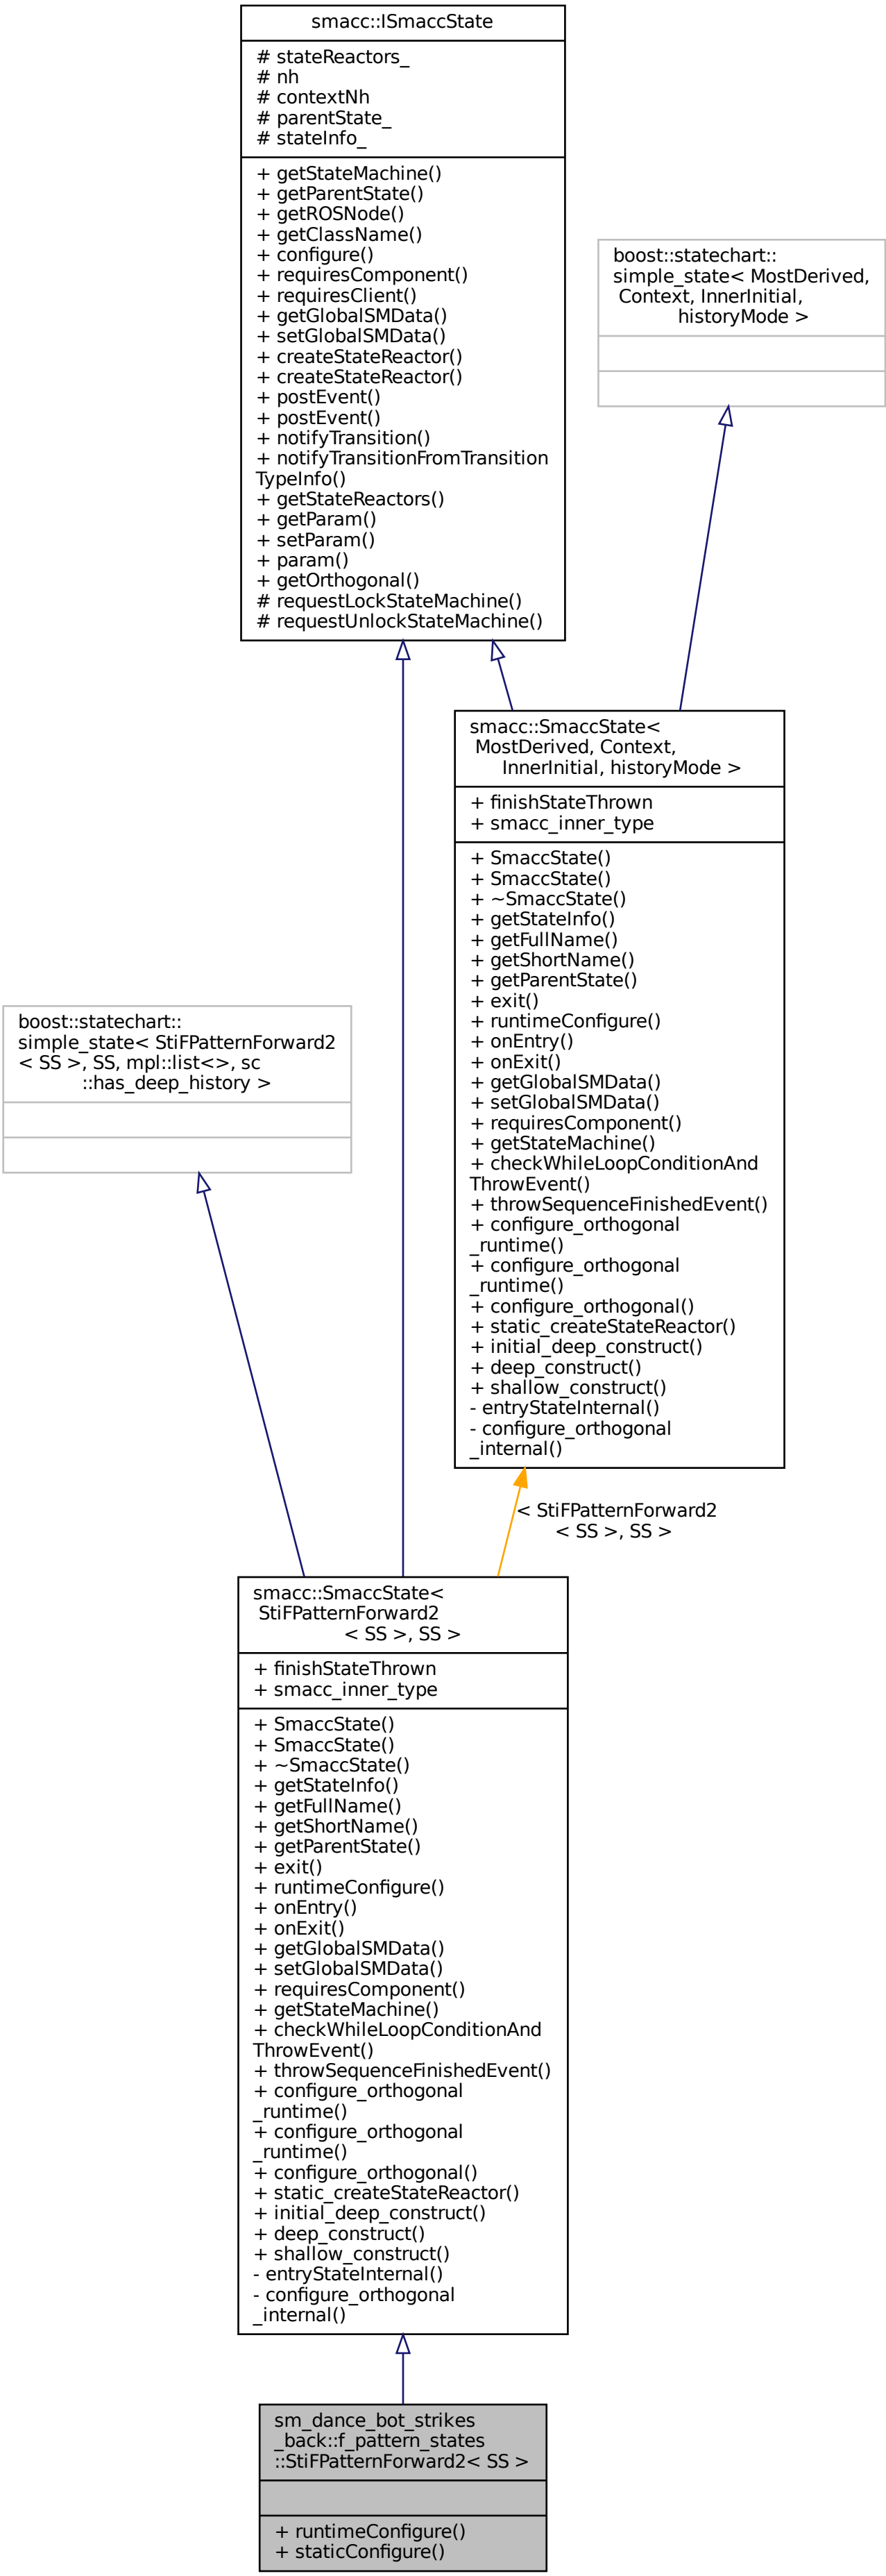 smacc::ISmaccState
# stateReactors_
# nh
# contextNh
# parentState_
# stateInfo_
+ getStateMachine()
+ getParentState()
+ getROSNode()
+ getClassName()
+ configure()
+ requiresComponent()
+ requiresClient()
+ getGlobalSMData()
+ setGlobalSMData()
+ createStateReactor()
+ createStateReactor()
+ postEvent()
+ postEvent()
+ notifyTransition()
+ notifyTransitionFromTransition
TypeInfo()
+ getStateReactors()
+ getParam()
+ setParam()
+ param()
+ getOrthogonal()
# requestLockStateMachine()
# requestUnlockStateMachine()
boost::statechart::
simple_state< MostDerived,
Context, InnerInitial,
historyMode >
smacc::SmaccState<
MostDerived, Context,
InnerInitial, historyMode >
+ finishStateThrown
+ smacc_inner_type
+ SmaccState()
+ SmaccState()
+ ~SmaccState()
+ getStateInfo()
+ getFullName()
+ getShortName()
+ getParentState()
+ exit()
+ runtimeConfigure()
+ onEntry()
+ onExit()
+ getGlobalSMData()
+ setGlobalSMData()
+ requiresComponent()
+ getStateMachine()
+ checkWhileLoopConditionAnd
ThrowEvent()
+ throwSequenceFinishedEvent()
+ configure_orthogonal
_runtime()
+ configure_orthogonal
_runtime()
+ configure_orthogonal()
+ static_createStateReactor()
+ initial_deep_construct()
+ deep_construct()
+ shallow_construct()
- entryStateInternal()
- configure_orthogonal
_internal()
boost::statechart::
simple_state< StiFPatternForward2
< SS >, SS, mpl::list<>, sc
::has_deep_history >
< StiFPatternForward2
< SS >, SS >
smacc::SmaccState<
StiFPatternForward2
< SS >, SS >
+ finishStateThrown
+ smacc_inner_type
+ SmaccState()
+ SmaccState()
+ ~SmaccState()
+ getStateInfo()
+ getFullName()
+ getShortName()
+ getParentState()
+ exit()
+ runtimeConfigure()
+ onEntry()
+ onExit()
+ getGlobalSMData()
+ setGlobalSMData()
+ requiresComponent()
+ getStateMachine()
+ checkWhileLoopConditionAnd
ThrowEvent()
+ throwSequenceFinishedEvent()
+ configure_orthogonal
_runtime()
+ configure_orthogonal
_runtime()
+ configure_orthogonal()
+ static_createStateReactor()
+ initial_deep_construct()
+ deep_construct()
+ shallow_construct()
- entryStateInternal()
- configure_orthogonal
_internal()
sm_dance_bot_strikes
_back::f_pattern_states
::StiFPatternForward2< SS >
+ runtimeConfigure()
+ staticConfigure()